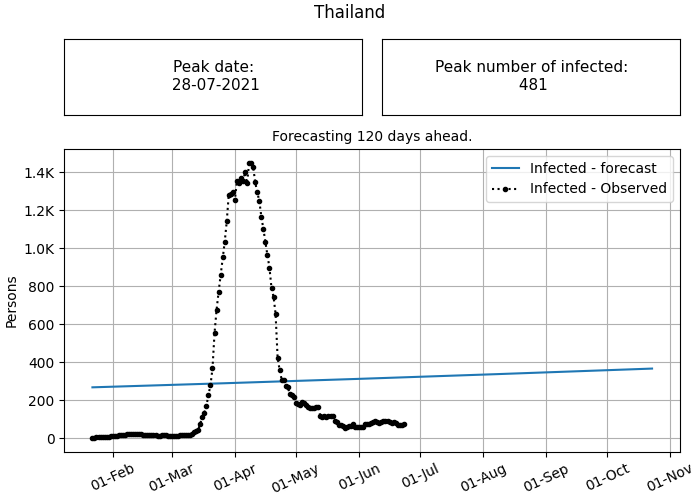 Thailand
Peak date:
28-07-2021
Peak number of infected:
481
Forecasting 120 days ahead.
Infected - forecast
Infected - Observed
1.4K
1.2K
1.0K
800
600
400
200
0
Persons
01-Feb
01-Mar
01-Apr
01-May
01-Jun
01-Jul
01-Aug
01-Sep
01-Oct
01-Nov